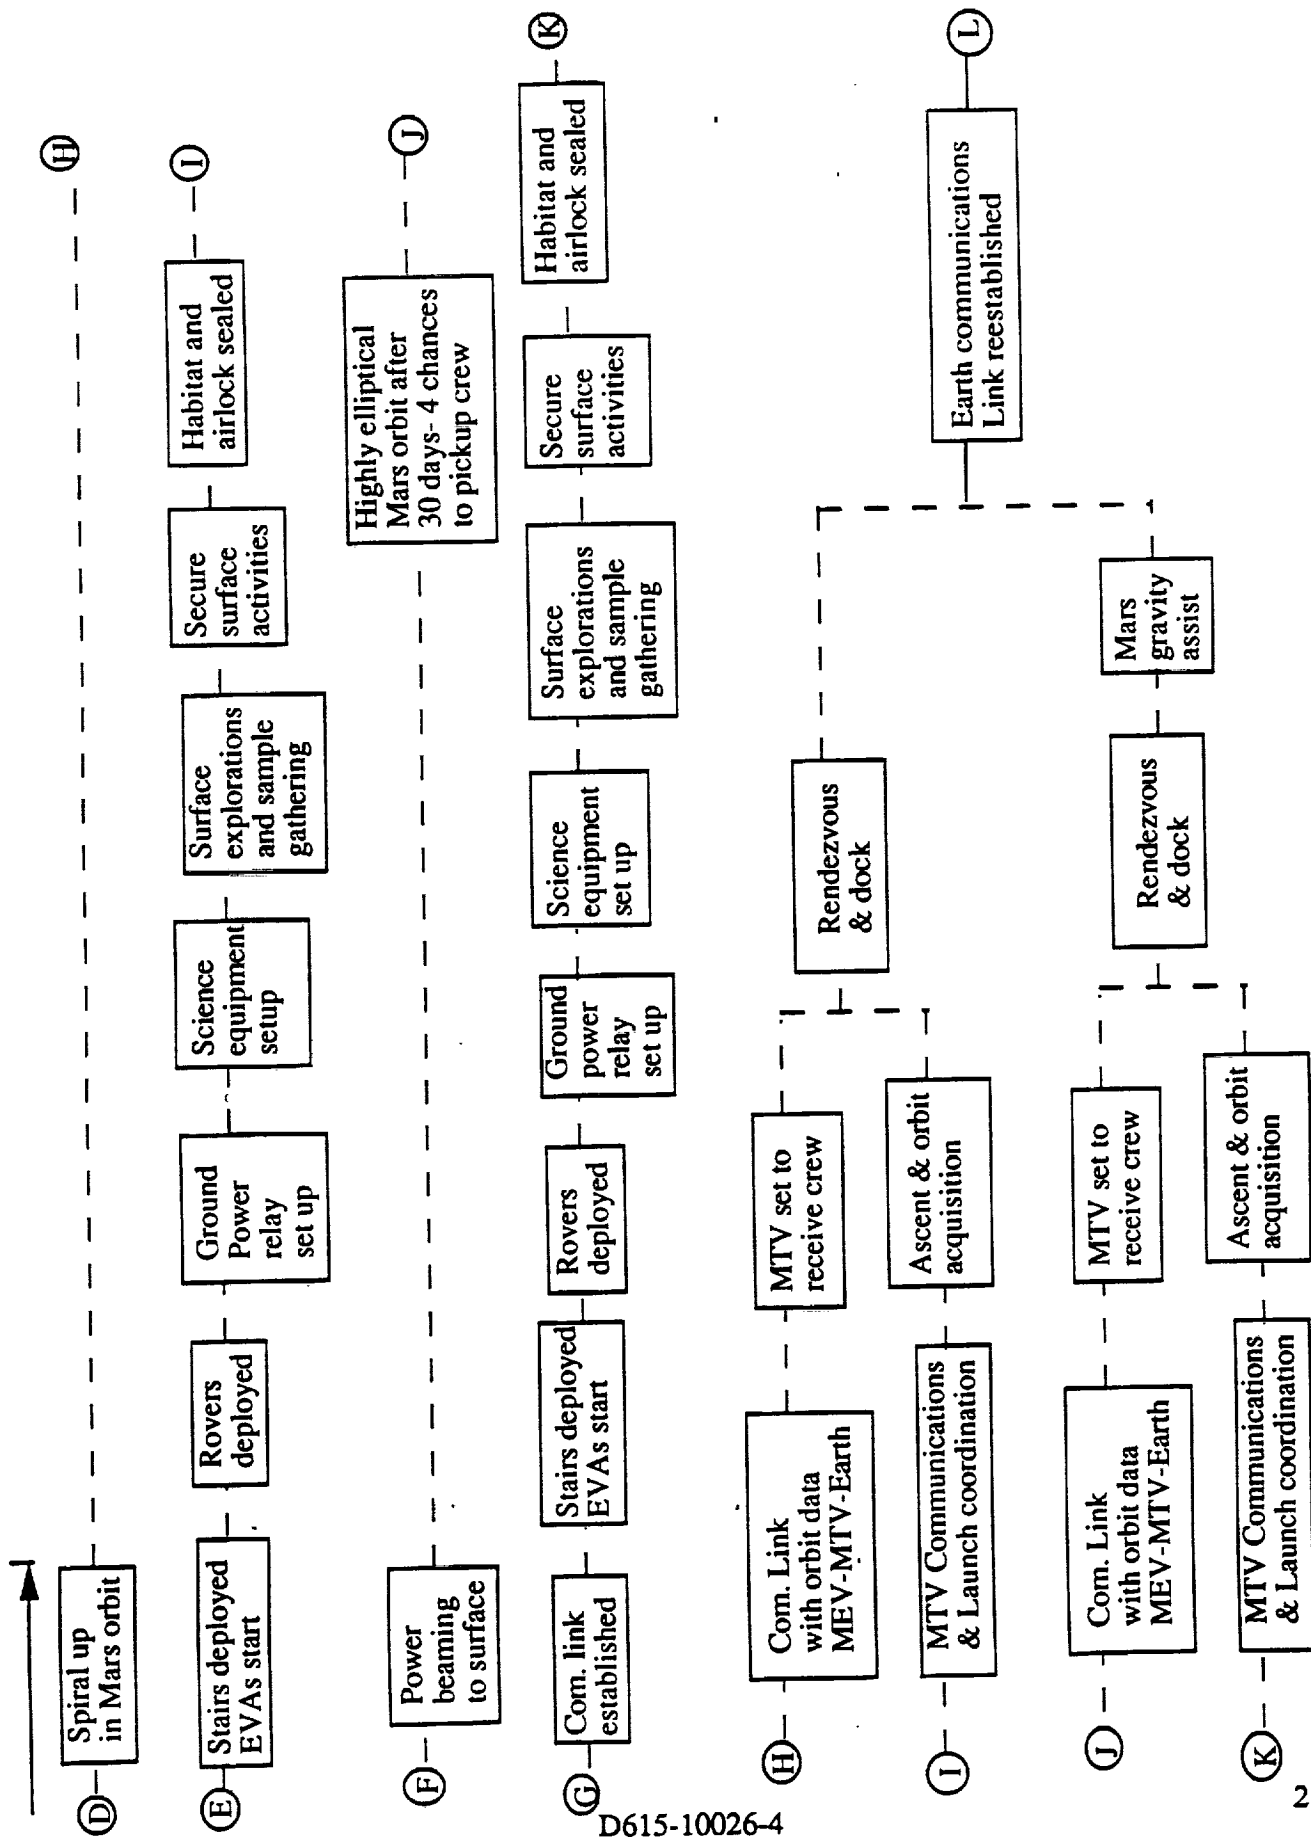 D
Spiral up
in Mars orbit
H
E
Stairs deployed
EVAs start
Rovers
deployed
Ground
Power
relay
set up
Science
equipment
setup
Surface
explorations
and sample
gathering
Secure
surface
activities
Habitat and
airlock sealed
I
F
Power
beaming
to surface
Highly elliptical
Mars orbit after
30 days- 4 chances
to pickup crew
J
G
Com. link
established
Stairs deployed
EVAs start
Rovers
deployed
Ground
power
relay
set up
Science
equipment
set up
Surface
explorations
and sample
gathering
Secure
surface
activities
Habitat and
airlock sealed
K
H
Com. Link
with orbit data
MEV-MTV-Earth
MTV set to
receive crew
Rendezvous
& dock
I
MTV Communications
& Launch coordination
Ascent & orbit
acquisition
Earth communications
Link reestablished
L
J
Com. Link
with orbit data
MEV-MTV-Earth
MTV set to
receive crew
Rendezvous
& dock
Mars
gravity
assist
K
MTV Communications
& Launch coordination
Ascent & orbit
acquisition
D615-10026-4
2